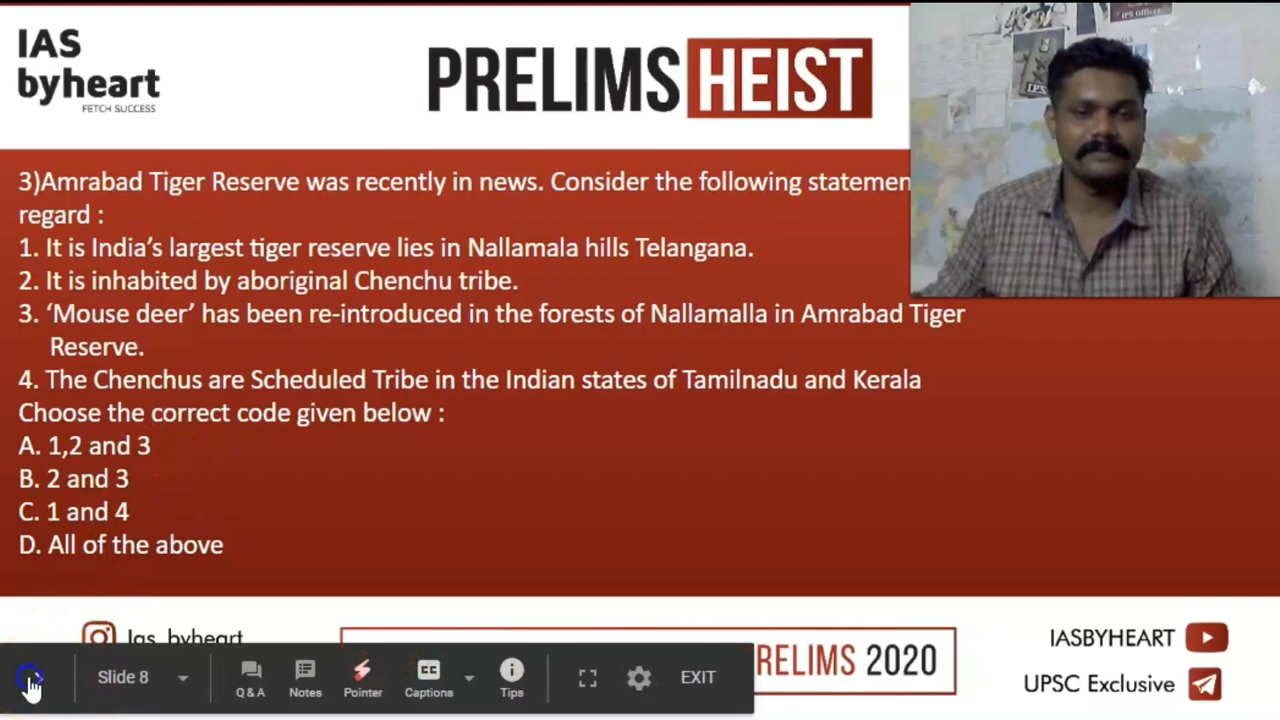 IAS
byheart
FETCH SUCCESS
PRELIMS HEIST
IPS Officer
IPS
3)Amrabad Tiger Reserve was recently in news. Consider the following statemen
regard :
1. It is India’s largest tiger reserve lies in Nallamala hills Telangana.
2. It is inhabited by aboriginal Chenchu tribe.
3. ‘Mouse deer’ has been re-introduced in the forests of Nallamalla in Amrabad Tiger
Reserve.
4. The Chenchus are Scheduled Tribe in the Indian states of Tamilnadu and Kerala
Choose the correct code given below :
A. 1,2 and 3
B. 2 and 3
C. 1 and 4
D. All of the above
Ias_byheart
RELIMS 2020
IASBYHEART
UPSC Exclusive
Slide 8
Q & A
Notes
Pointer
CC
Captions
Tips
EXIT